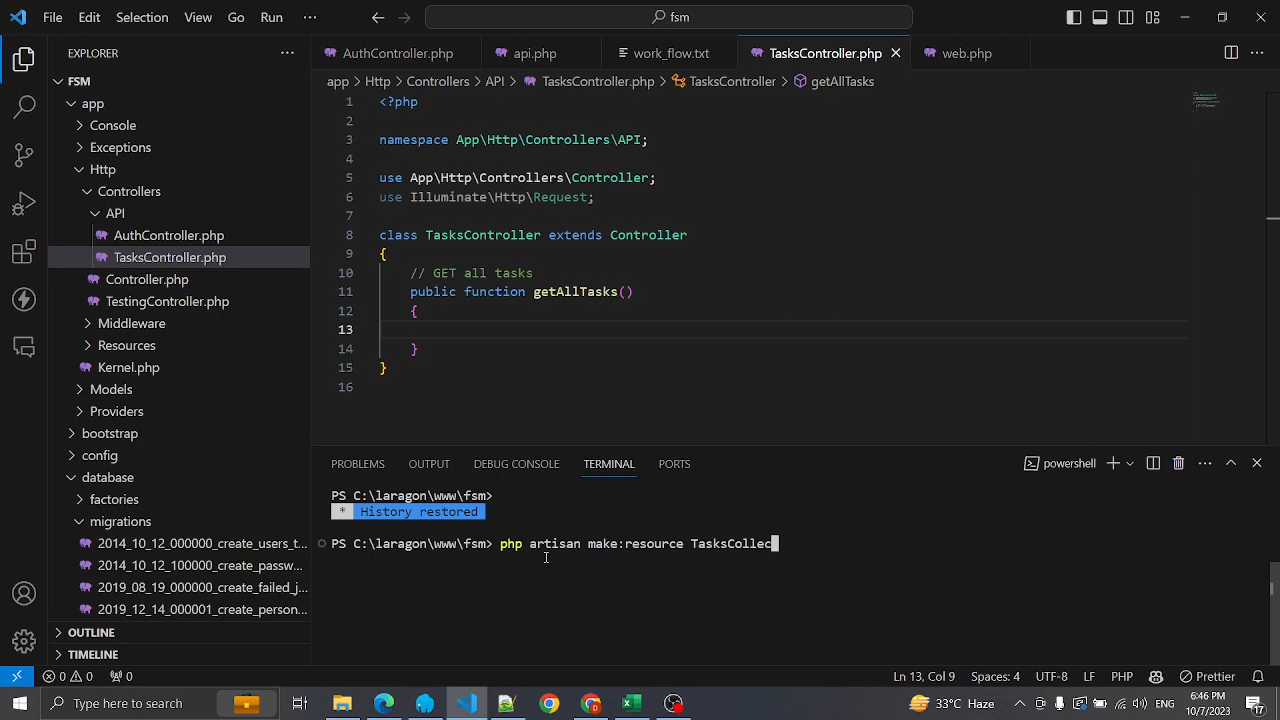 File Edit Selection View Go Run ··· fsm
EXPLORER
AuthController.php
api.php
work_flow.txt
TasksController.php
web.php
app > Http > Controllers > API > TasksController.php > TasksController > getAllTasks
FSM
app
Console
Exceptions
Http
Controllers
API
AuthController.php
TasksController.php
Controller.php
TestingController.php
Middleware
Resources
Kernel.php
Models
Providers
bootstrap
config
database
factories
migrations
2014_10_12_000000_create_users_t...
2014_10_12_100000_create_passw...
2019_08_19_000000_create_failed_j...
2019_12_14_000001_create_person...
OUTLINE
TIMELINE
1 <?php
2
3 namespace App\Http\Controllers\API;
4
5 use App\Http\Controllers\Controller;
6 use Illuminate\Http\Request;
7
8 class TasksController extends Controller
9 {
10 // GET all tasks
11 public function getAllTasks()
12 {
13
14 }
15 }
16
PROBLEMS OUTPUT DEBUG CONSOLE TERMINAL PORTS powershell
PS C:\laragon\www\fsm>
* History restored
PS C:\laragon\www\fsm> php artisan make:resource TasksCollec
0 0 0 Ln 13, Col 9 Spaces: 4 UTF-8 LF PHP Prettier
Type here to search 33°C Haze 6:46 PM
10/7/2023